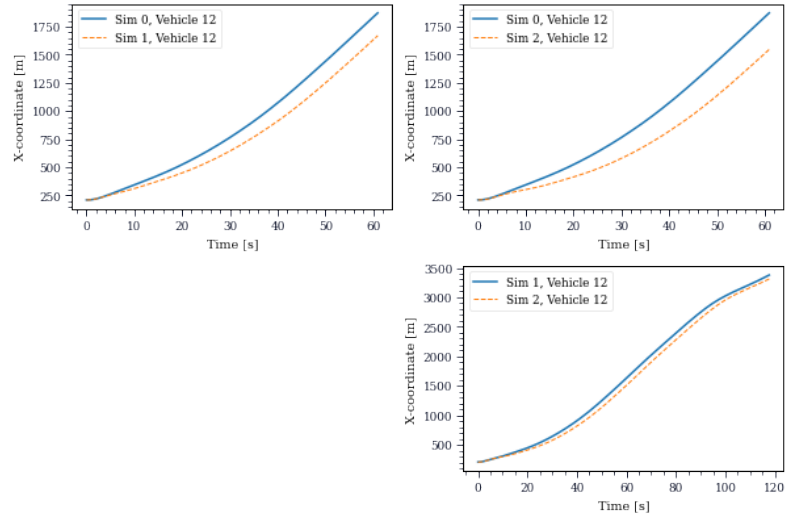 Sim 0, Vehicle 12
Sim 1, Vehicle 12
X-coordinate [m]
1750
1500
1250
1000
750
500
250
0 10 20 30 40 50 60
Time [s]
Sim 0, Vehicle 12
Sim 2, Vehicle 12
X-coordinate [m]
1750
1500
1250
1000
750
500
250
0 10 20 30 40 50 60
Time [s]
Sim 1, Vehicle 12
Sim 2, Vehicle 12
X-coordinate [m]
3500
3000
2500
2000
1500
1000
500
0 20 40 60 80 100 120
Time [s]